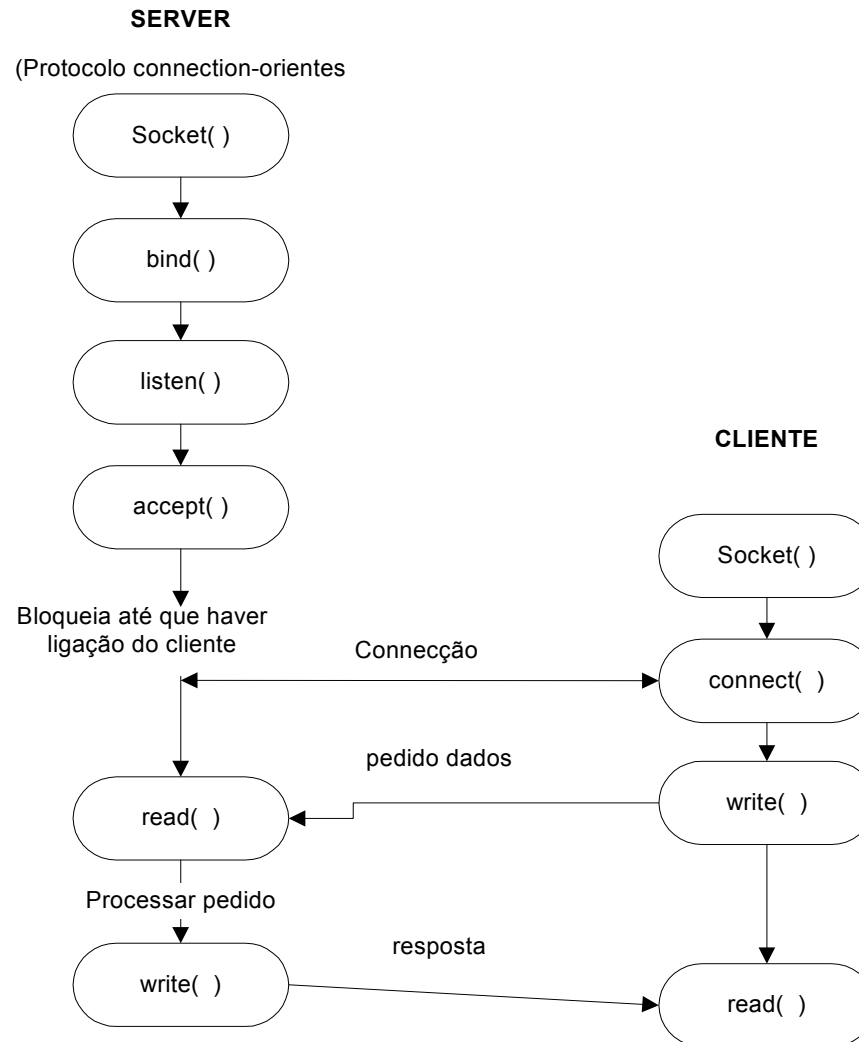 SERVER
(Protocolo connection-orientes
Socket( )
bind( )
listen( )
accept( )
Bloqueia até que haver
ligação do cliente
CLIENTE
Socket( )
Connecção
connect(  )
pedido dados
write(  )
read(  )
Processar pedido
resposta
write(  )
read(  )